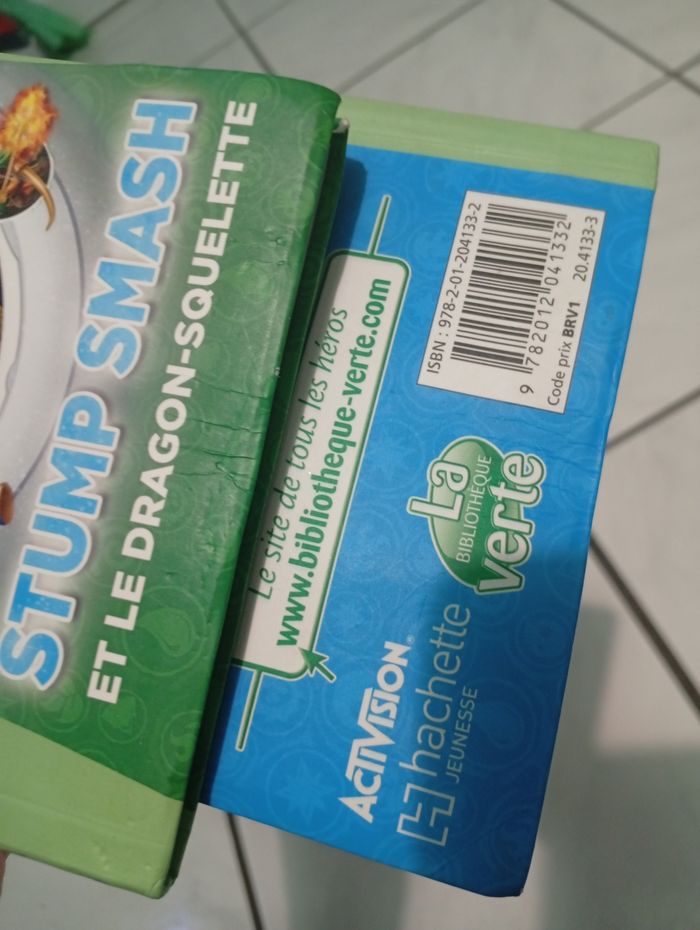 STUMP SMASH
ET LE DRAGON-SQUELETTE
Le site de tous les héros
www.bibliotheque-verte.com
ISBN : 978-2-01-204133-2
9 782012 041332
Code prix BRV1 20.4133-3
La
BIBLIOTHÈQUE
verte
ACTIVISION®
hachette
JEUNESSE